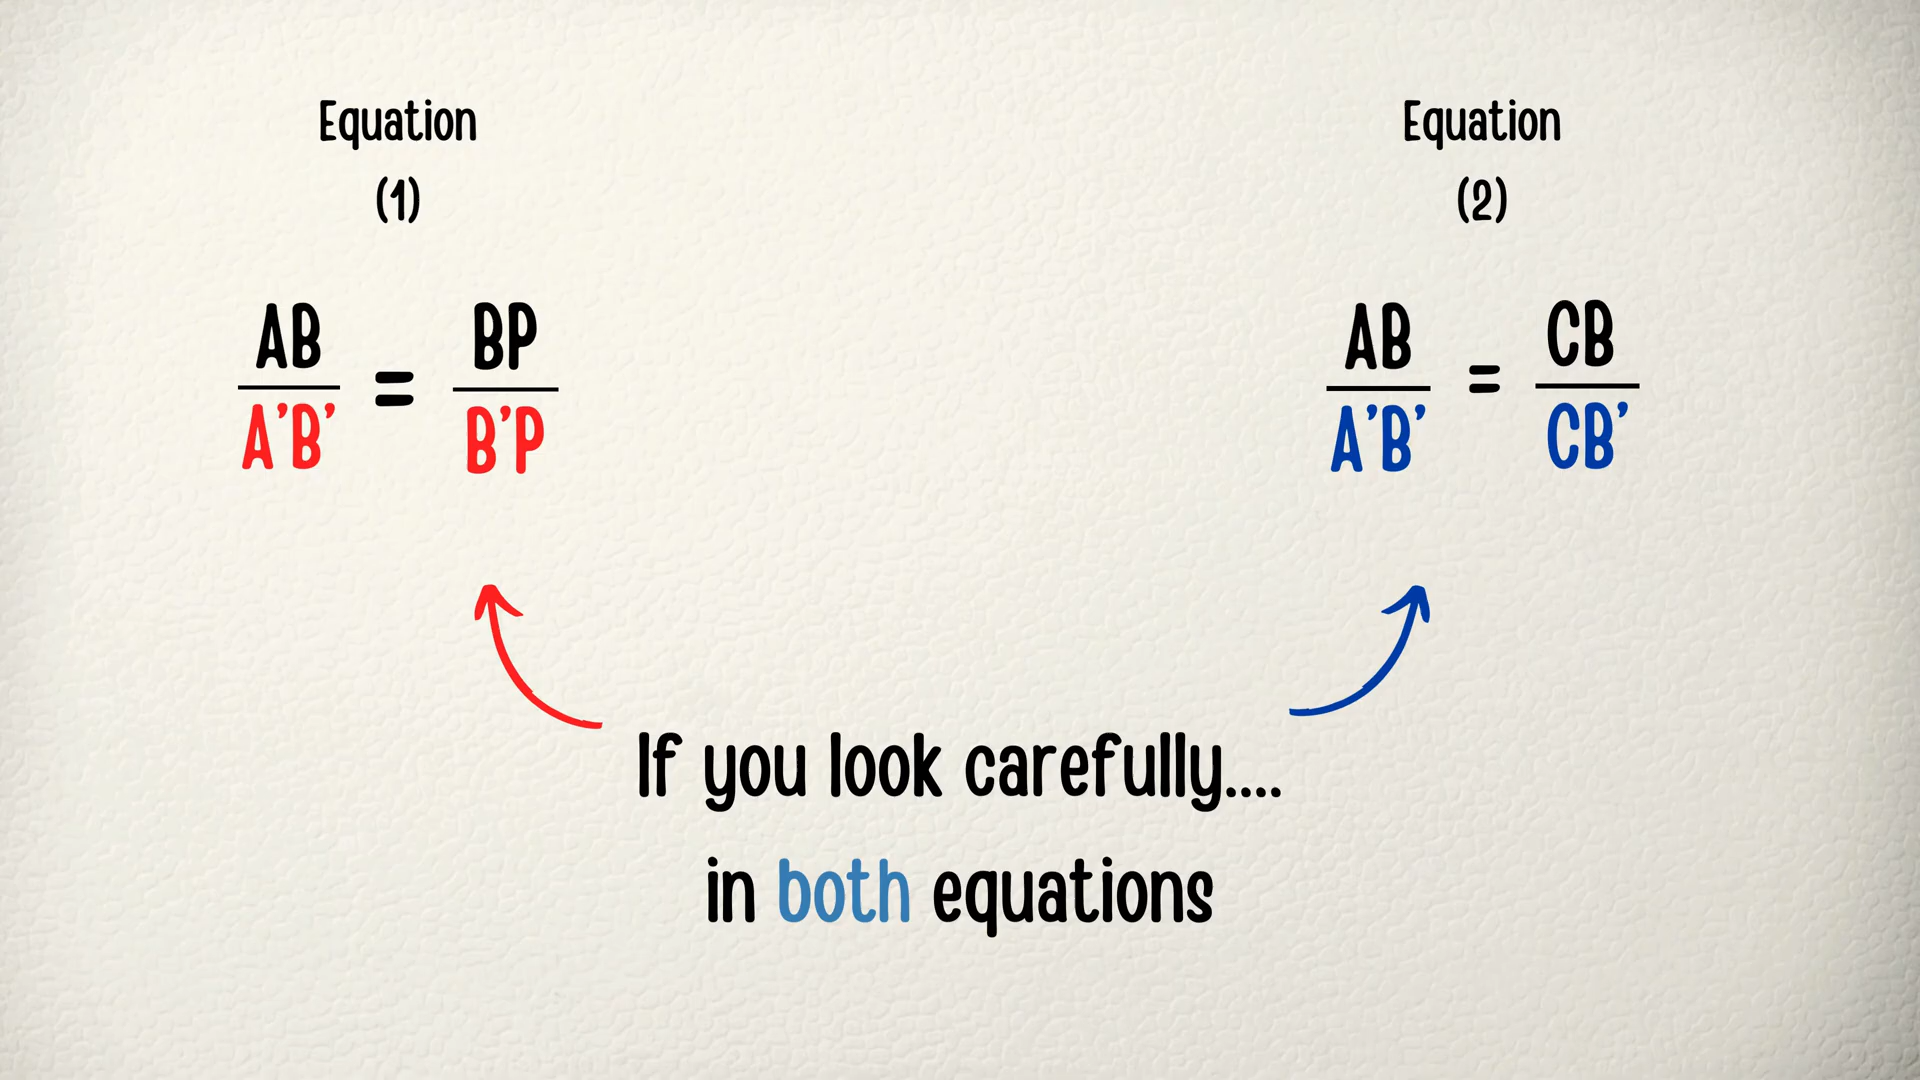 Equation
(1)
AB
A'B'
=
BP
B'P
Equation
(2)
AB
A'B'
=
CB
CB'
If you look carefully....
in both equations